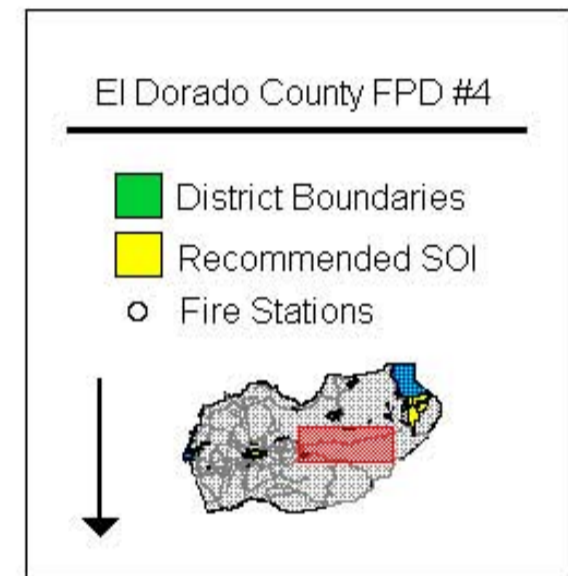 El Dorado County FPD #4
District Boundaries
Recommended SOI
Fire Stations